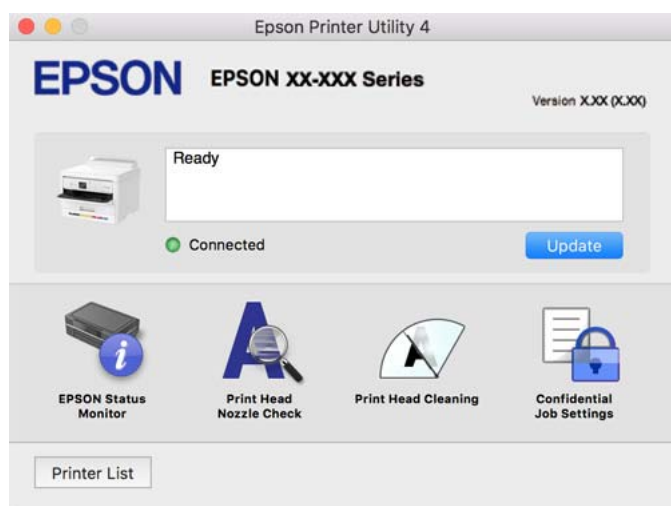 Epson Printer Utility 4
EPSON
EPSON XX-XXX Series
Version X.XX (X.XX)
Ready
Connected
Update
EPSON Status
Monitor
Print Head
Nozzle Check
Print Head Cleaning
Confidential
Job Settings
Printer List